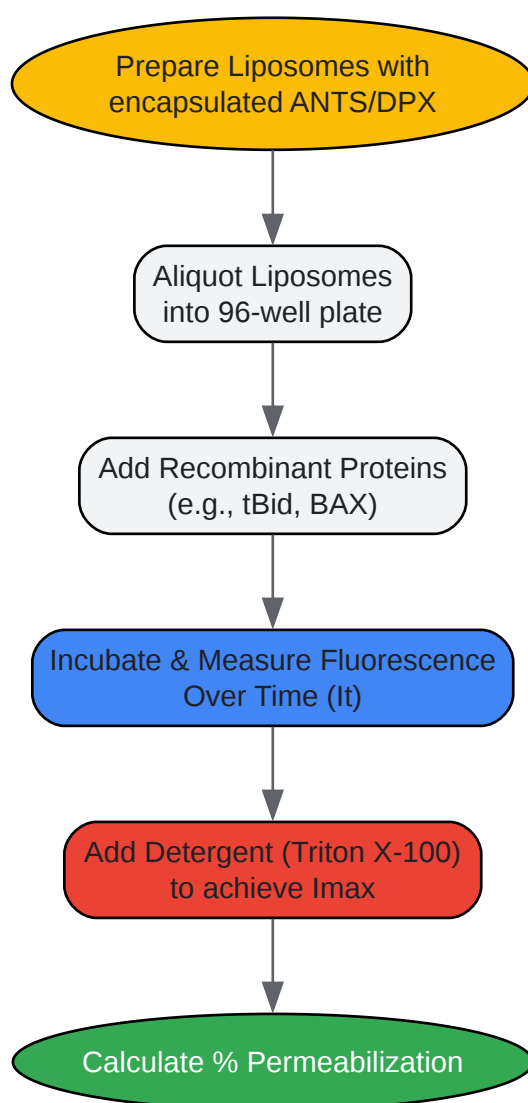 Prepare Liposomes with
encapsulated ANTS/DPX
Aliquot Liposomes
into 96-well plate
Add Recombinant Proteins
(e.g., tBid, BAX)
Incubate & Measure Fluorescence
Over Time (It)
Add Detergent (Triton X-100)
to achieve Imax
Calculate % Permeabilization